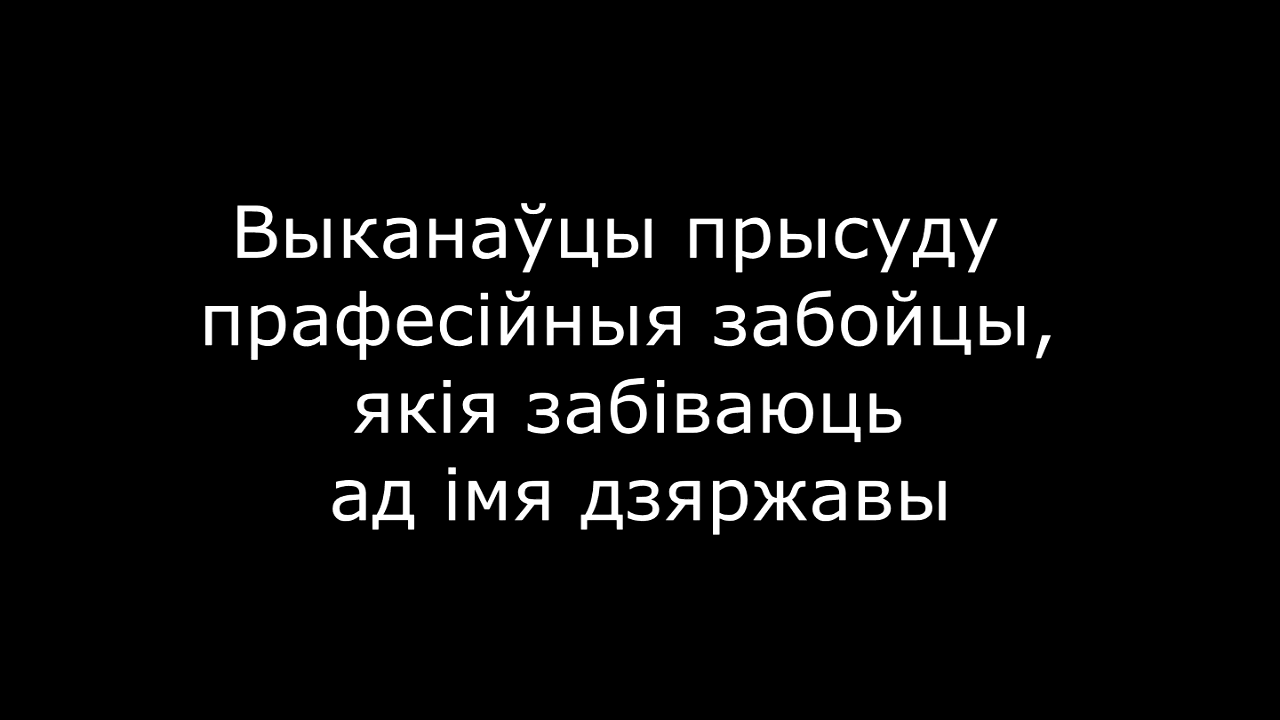 Выканаўцы прысуду
прафесійныя забойцы,
якія забіваюць
ад імя дзяржавы